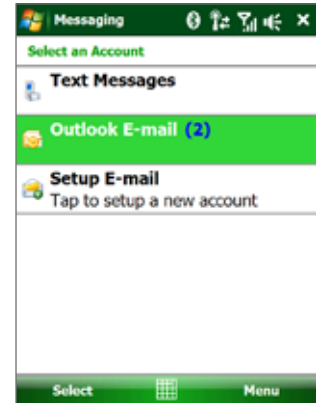 Messaging
Select an Account
Text Messages
Outlook E-mail (2)
Setup E-mail
Tap to setup a new account
Select Menu